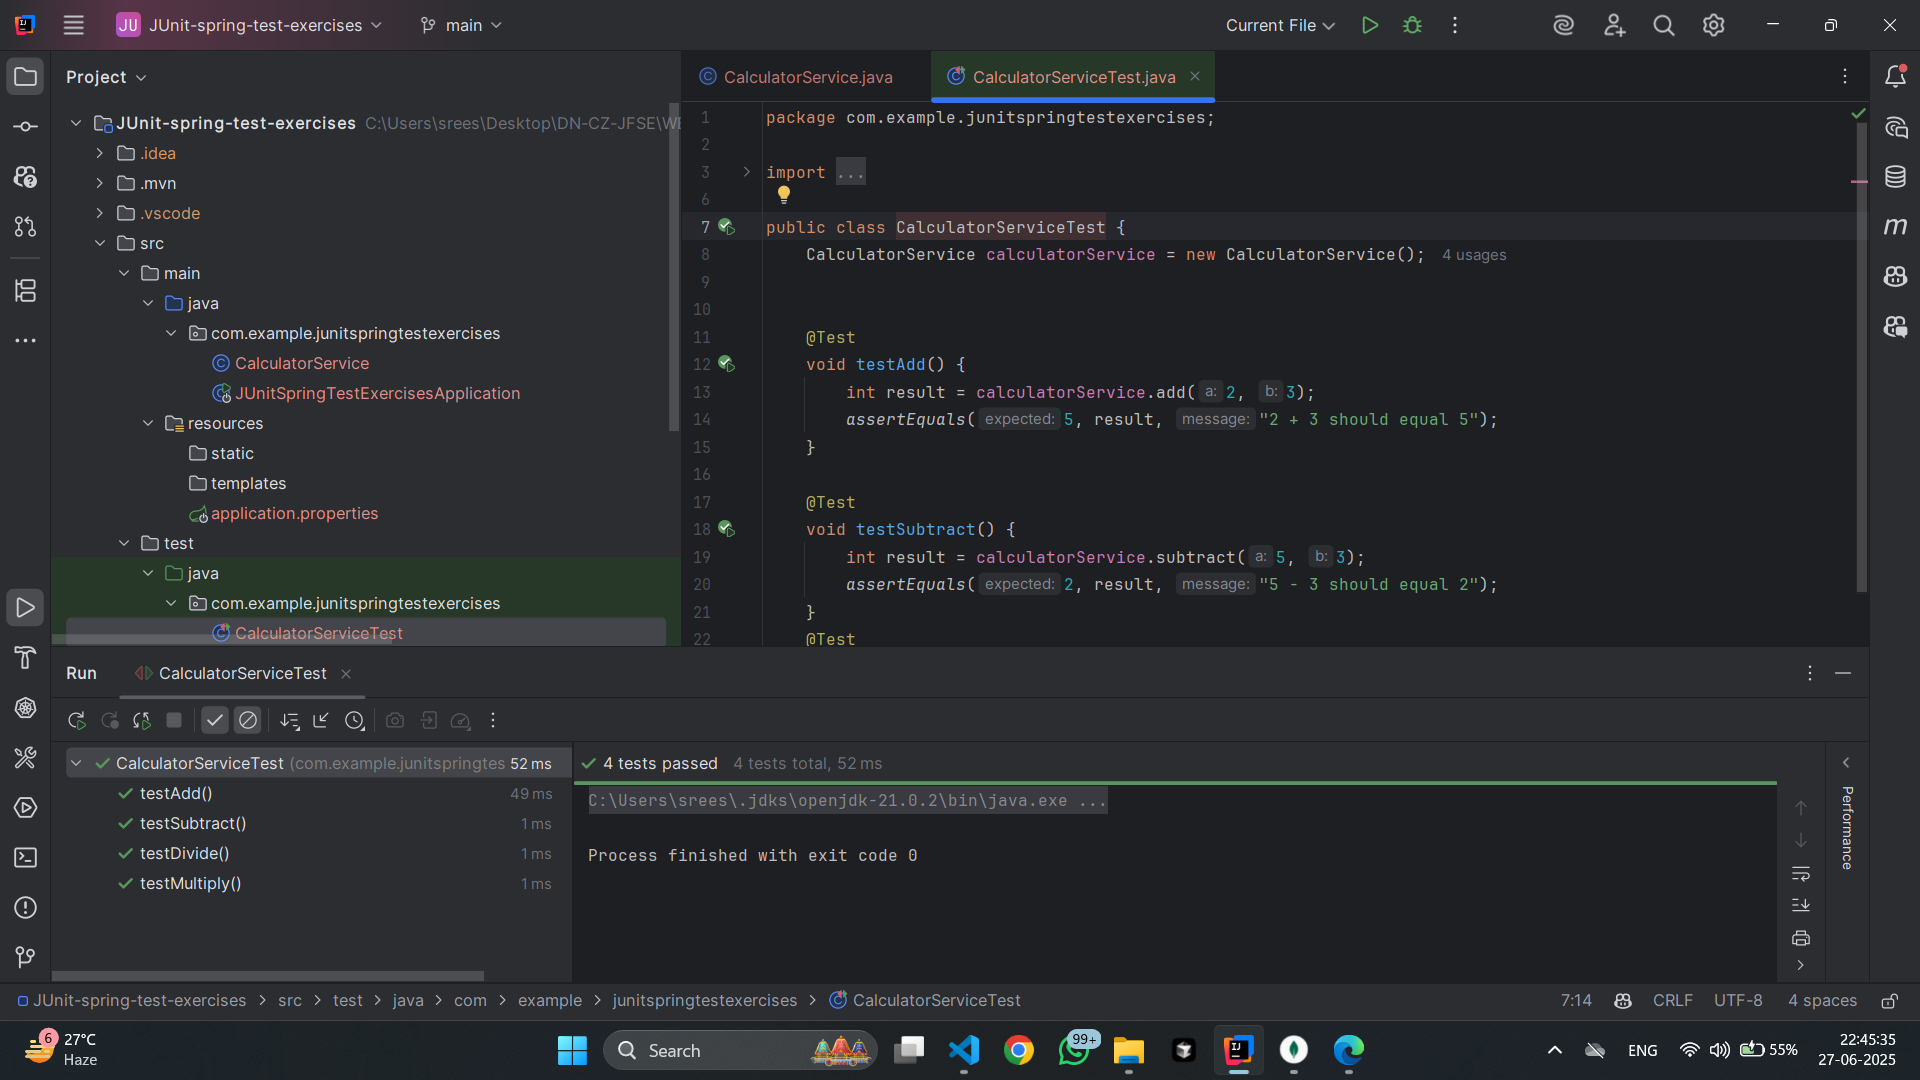 JU JUnit-spring-test-exercises main Current File
Project
JUnit-spring-test-exercises C:\Users\srees\Desktop\DN-CZ-JFSE\WE
.idea
.mvn
.vscode
src
main
java
com.example.junitspringtestexercises
CalculatorService
JUnitSpringTestExercisesApplication
resources
static
templates
application.properties
test
java
com.example.junitspringtestexercises
CalculatorServiceTest
CalculatorService.java CalculatorServiceTest.java
1 package com.example.junitspringtestexercises;
2
3 import ...
6
7 public class CalculatorServiceTest {
8 CalculatorService calculatorService = new CalculatorService(); 4 usages
9
10
11 @Test
12 void testAdd() {
13 int result = calculatorService.add( a: 2, b: 3);
14 assertEquals( expected: 5, result, message: "2 + 3 should equal 5");
15 }
16
17 @Test
18 void testSubtract() {
19 int result = calculatorService.subtract( a: 5, b: 3);
20 assertEquals( expected: 2, result, message: "5 - 3 should equal 2");
21 }
22 @Test
Run CalculatorServiceTest
CalculatorServiceTest (com.example.junitspringtes 52 ms
testAdd() 49 ms
testSubtract() 1 ms
testDivide() 1 ms
testMultiply() 1 ms
4 tests passed 4 tests total, 52 ms
C:\Users\srees\.jdks\openjdk-21.0.2\bin\java.exe ...
Process finished with exit code 0
Performance
JUnit-spring-test-exercises > src > test > java > com > example > junitspringtestexercises > CalculatorServiceTest 7:14 CRLF UTF-8 4 spaces
6 27°C
Haze
Search
99+
ENG
55%
22:45:35
27-06-2025